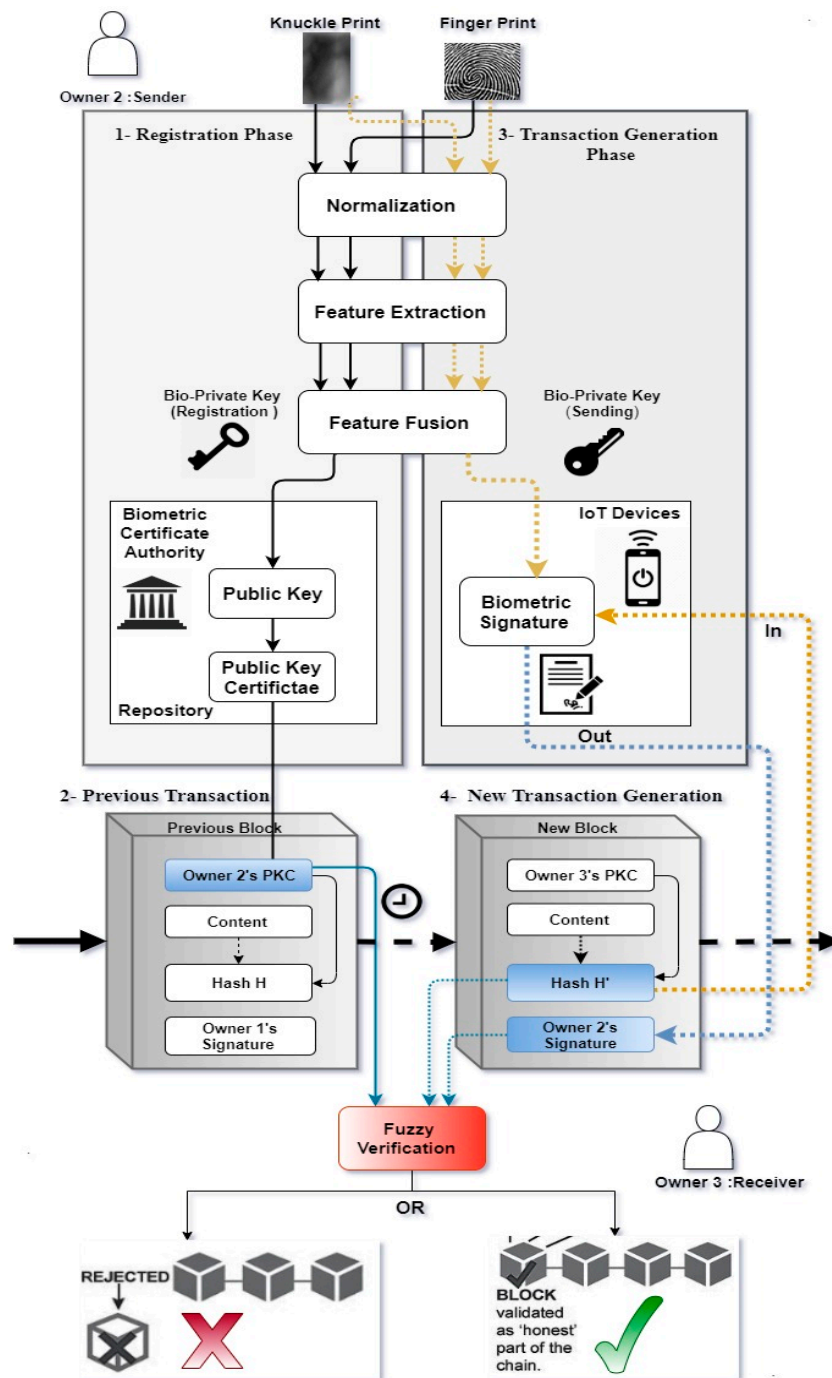 Knuckle Print
Finger Print
Owner 2 :Sender
1- Registration Phase
3- Transaction Generation
Phase
Normalization
Feature Extraction
Bio-Private Key
(Registration )
Feature Fusion
Bio-Private Key
(Sending)
Biometric
Certificate
Authority
IoT Devices
Public Key
Biometric
Signature
In
Public Key
Certifictae
Repository
Out
2- Previous Transaction
4- New Transaction Generation
Previous Block
New Block
Owner 2's PKC
Owner 3's PKC
Content
Content
Hash H
Hash H'
Owner 1's
Signature
Owner 2's
Signature
Fuzzy
Verification
Owner 3 :Receiver
OR
REJECTED
BLOCK
validated
as 'honest'
part of the
chain.